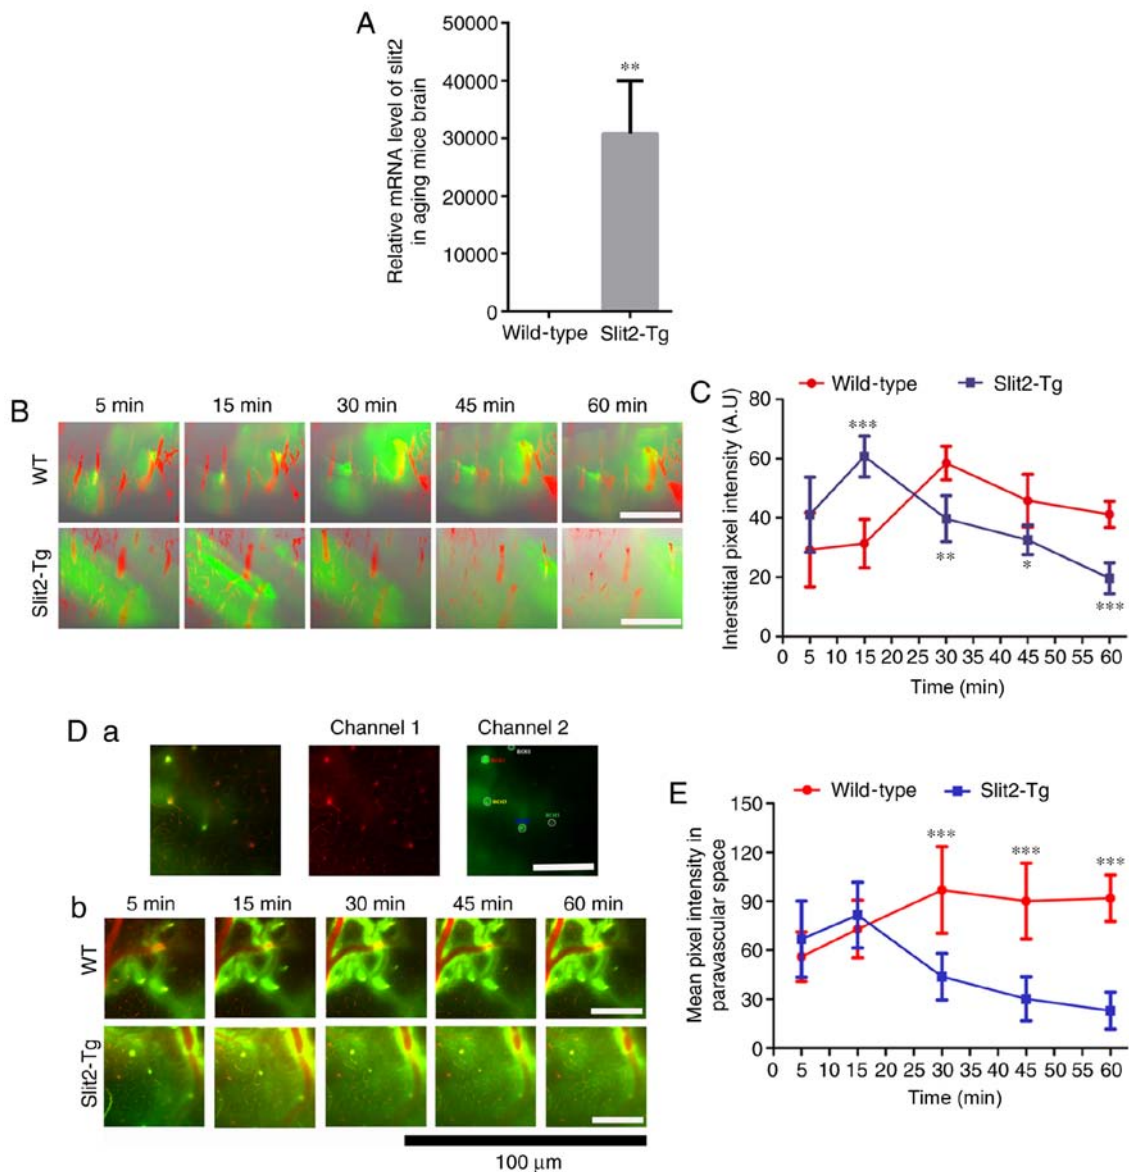 A
Relative mRNA level of slit2
in aging mice brain
50000
40000
30000
20000
10000
0
**
Wild-type Slit2-Tg
B
5 min 15 min 30 min 45 min 60 min
WT
Slit2-Tg
C
Wild-type Slit2-Tg
Interstitial pixel intensity (A.U)
80
60
40
20
0
***
**
*
***
0 5 10 15 20 25 30 35 40 45 50 55 60
Time (min)
D a
Channel 1 Channel 2
b
5 min 15 min 30 min 45 min 60 min
WT
Slit2-Tg
100 μm
E
Wild-type Slit2-Tg
Mean pixel intensity in
paravascular space
150
120
90
60
30
0
*** *** ***
0 5 10 15 20 25 30 35 40 45 50 55 60
Time (min)